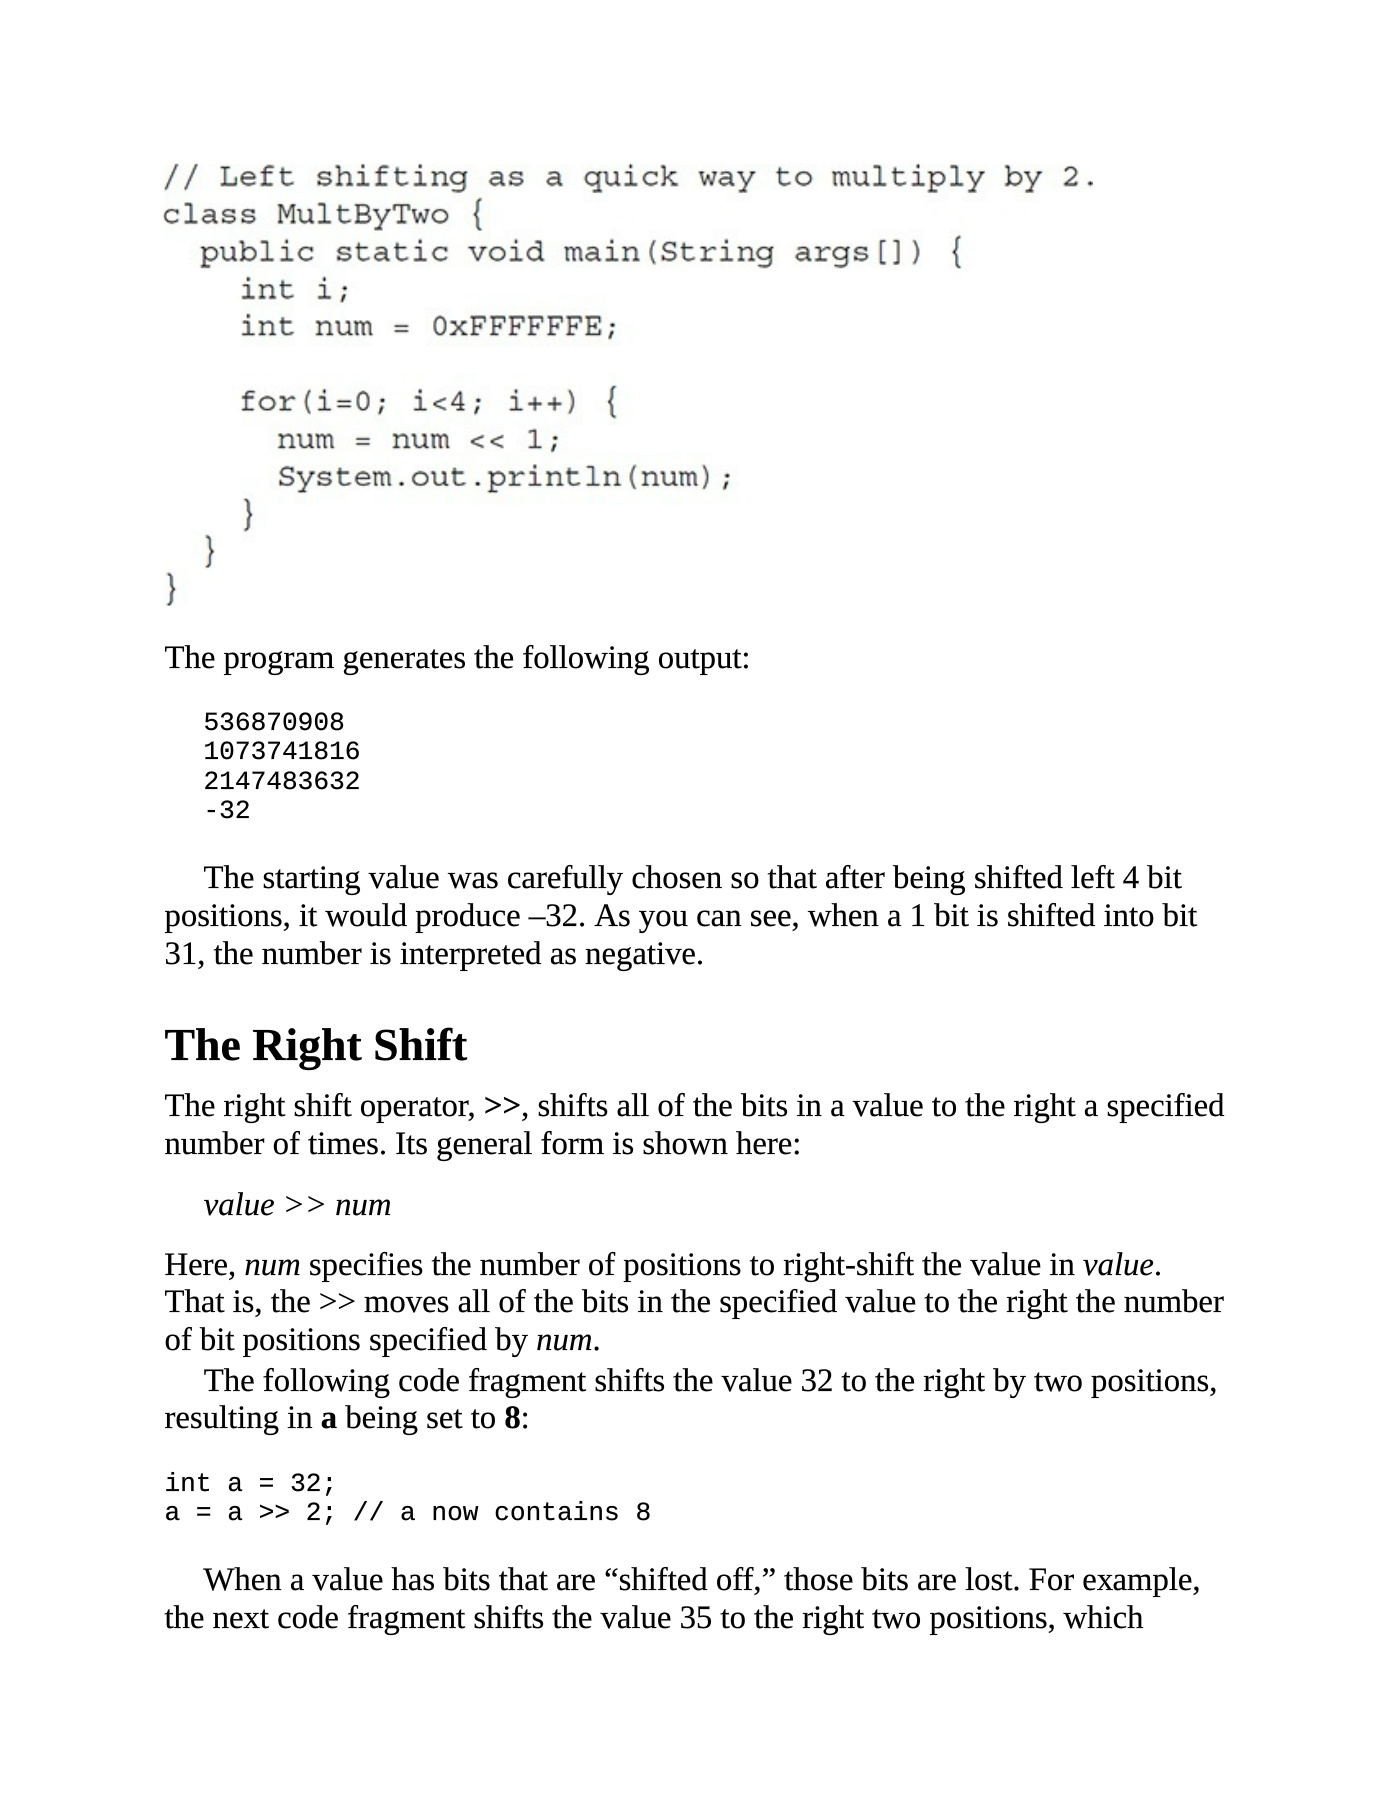 // Left shifting as a quick way to multiply by 2.
class MultByTwo {
  public static void main(String args[]) {
    int i;
    int num = 0xFFFFFFE;

    for(i=0; i<4; i++) {
      num = num << 1;
      System.out.println(num);
    }
  }
}
The program generates the following output:
536870908
1073741816
2147483632
-32
The starting value was carefully chosen so that after being shifted left 4 bit
positions, it would produce –32. As you can see, when a 1 bit is shifted into bit
31, the number is interpreted as negative.
The Right Shift
The right shift operator, >>, shifts all of the bits in a value to the right a specified
number of times. Its general form is shown here:
value >> num
Here, num specifies the number of positions to right-shift the value in value.
That is, the >> moves all of the bits in the specified value to the right the number
of bit positions specified by num.
The following code fragment shifts the value 32 to the right by two positions,
resulting in a being set to 8:
int a = 32;
a = a >> 2; // a now contains 8
When a value has bits that are “shifted off,” those bits are lost. For example,
the next code fragment shifts the value 35 to the right two positions, which